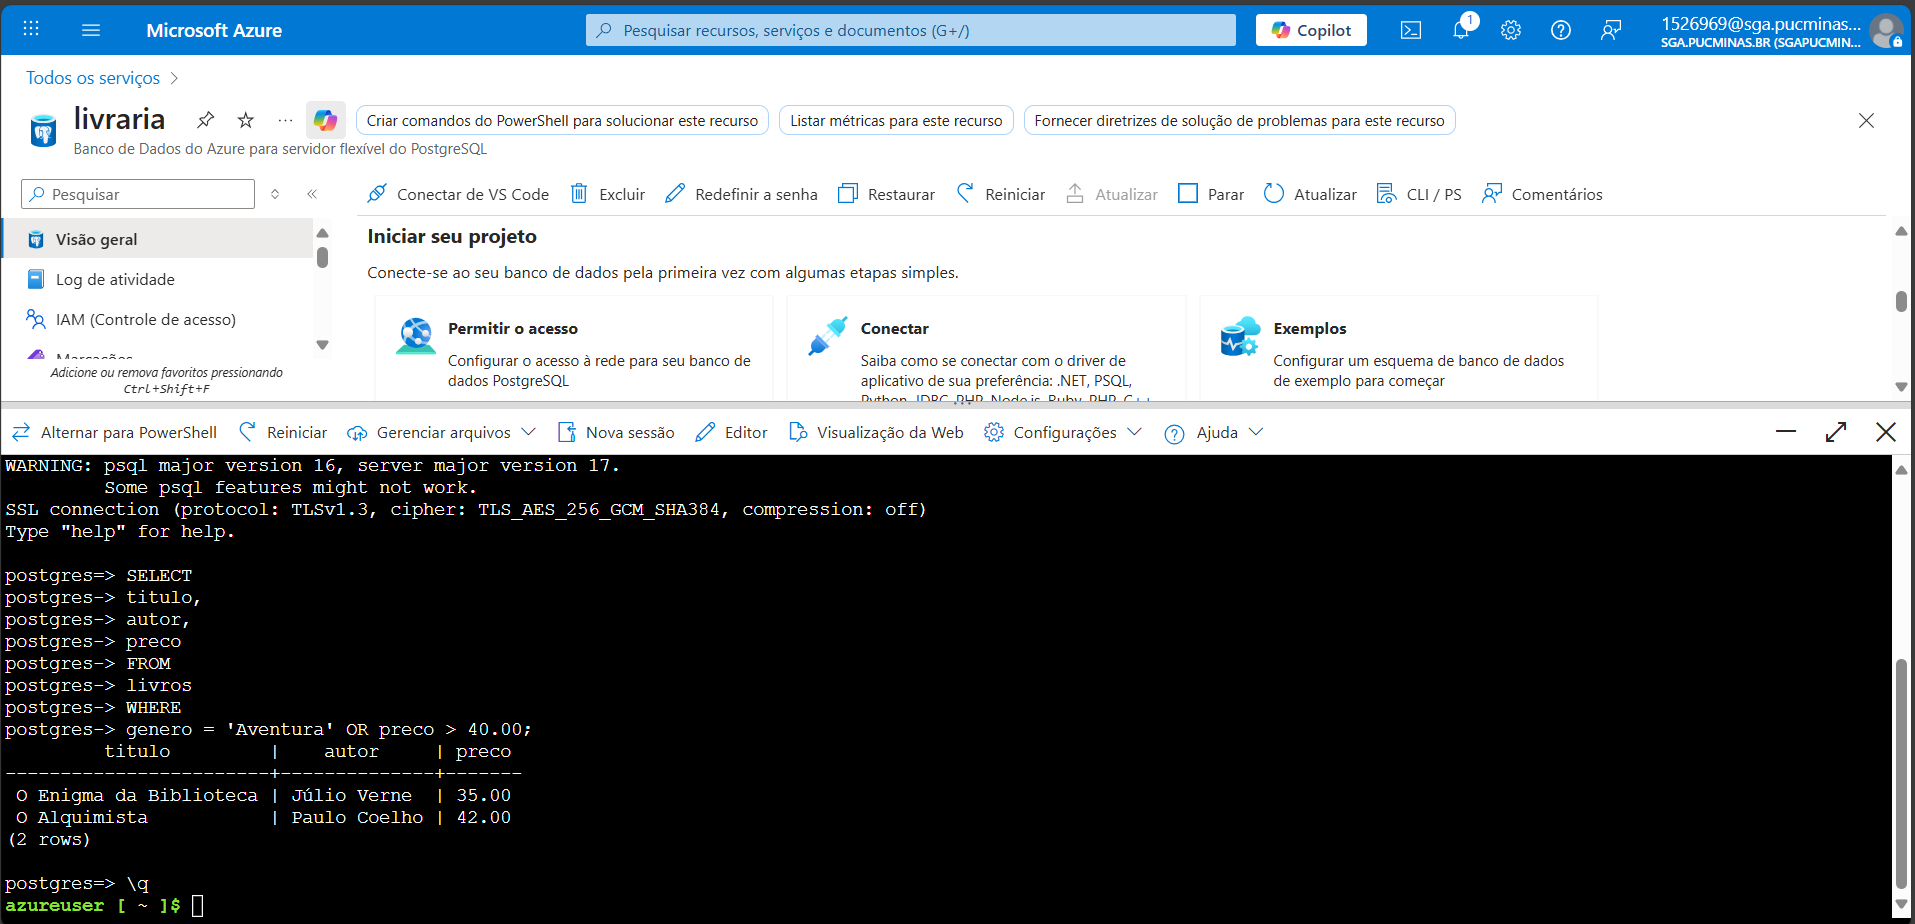 Microsoft Azure
Pesquisar recursos, serviços e documentos (G+/)
Copilot
1
1526969@sga.pucminas...
SGA.PUCMINAS.BR (SGAPUCMIN...
Todos os serviços
livraria
Criar comandos do PowerShell para solucionar este recurso
Listar métricas para este recurso
Fornecer diretrizes de solução de problemas para este recurso
Banco de Dados do Azure para servidor flexível do PostgreSQL
Pesquisar
Conectar de VS Code
Excluir
Redefinir a senha
Restaurar
Reiniciar
Atualizar
Parar
Atualizar
CLI / PS
Comentários
Visão geral
Log de atividade
IAM (Controle de acesso)
Marcações
Adicione ou remova favoritos pressionando
Ctrl+Shift+F
Iniciar seu projeto
Conecte-se ao seu banco de dados pela primeira vez com algumas etapas simples.
Permitir o acesso
Configurar o acesso à rede para seu banco de
dados PostgreSQL
Conectar
Saiba como se conectar com o driver de
aplicativo de sua preferência: .NET, PSQL,
Python, JDBC, PHP, Node.js, Ruby, PHP, C++
Exemplos
Configurar um esquema de banco de dados
de exemplo para começar
Alternar para PowerShell
Reiniciar
Gerenciar arquivos
Nova sessão
Editor
Visualização da Web
Configurações
Ajuda
WARNING: psql major version 16, server major version 17.
Some psql features might not work.
SSL connection (protocol: TLSv1.3, cipher: TLS_AES_256_GCM_SHA384, compression: off)
Type "help" for help.
postgres=> SELECT
postgres-> titulo,
postgres-> autor,
postgres-> preco
postgres-> FROM
postgres-> livros
postgres-> WHERE
postgres-> genero = 'Aventura' OR preco > 40.00;
titulo | autor | preco
------------------------+--------------+-------
O Enigma da Biblioteca | Júlio Verne | 35.00
O Alquimista | Paulo Coelho | 42.00
(2 rows)
postgres=> \q
azureuser [ ~ ]$